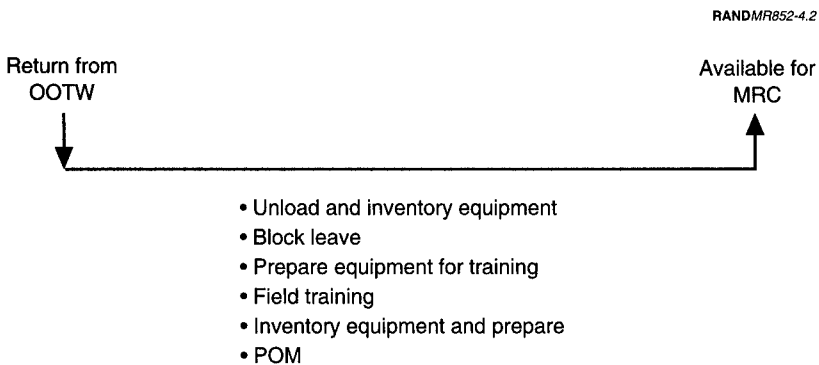 RANDMR852-4.2
Return from
OOTW
Available for
MRC
• Unload and inventory equipment
• Block leave
• Prepare equipment for training
• Field training
• Inventory equipment and prepare
• POM